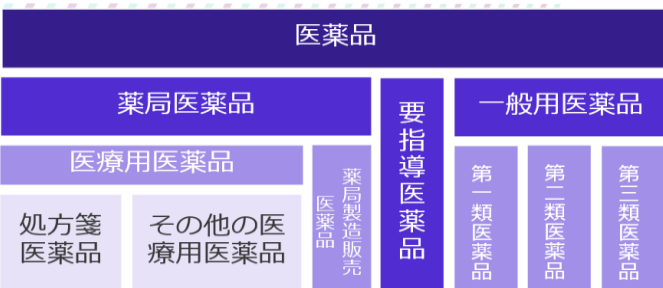 医薬品
薬局医薬品
要指導医薬品
一般用医薬品
医療用医薬品
薬局製造販売
医薬品
第一類医薬品
第二類医薬品
第三類医薬品
処方箋
医薬品
その他の医
療用医薬品